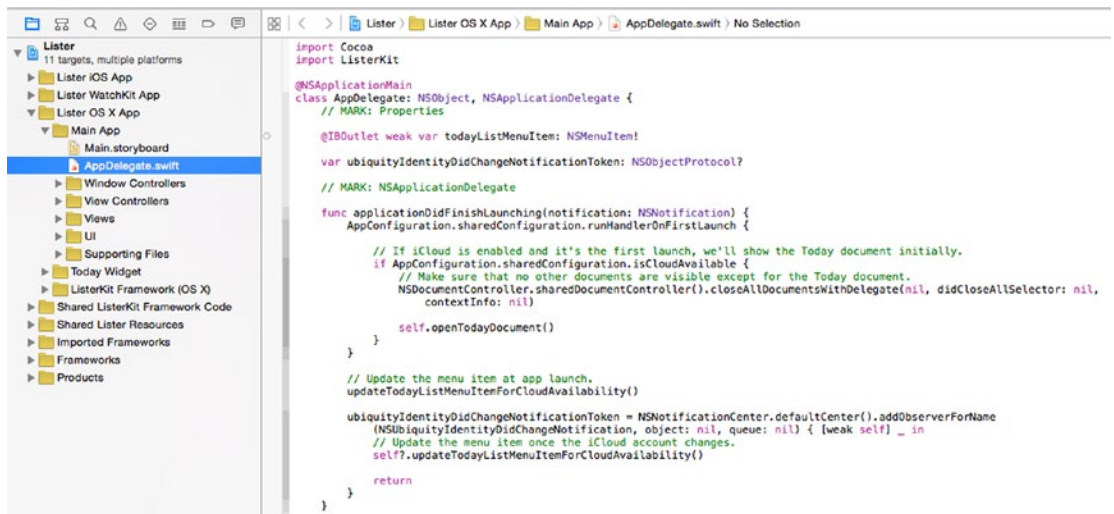 Lister
11 targets, multiple platforms
Lister iOS App
Lister WatchKit App
Lister OS X App
Main App
Main.storyboard
AppDelegate.swift
Window Controllers
View Controllers
Views
UI
Supporting Files
Today Widget
ListerKit Framework (OS X)
Shared ListerKit Framework Code
Shared Lister Resources
Imported Frameworks
Frameworks
Products
Lister Lister OS X App Main App AppDelegate.swift No Selection
import Cocoa
import ListerKit
@NSApplicationMain
class AppDelegate: NSObject, NSApplicationDelegate {
// MARK: Properties
@IBOutlet weak var todayListMenuItem: NSMenuItem!
var ubiquityIdentityDidChangeNotificationToken: NSObjectProtocol?
// MARK: NSApplicationDelegate
func applicationDidFinishLaunching(notification: NSNotification) {
AppConfiguration.sharedConfiguration.runHandlerOnFirstLaunch {
// If iCloud is enabled and it's the first launch, we'll show the Today document initially.
if AppConfiguration.sharedConfiguration.isCloudAvailable {
// Make sure that no other documents are visible except for the Today document.
NSDocumentController.sharedDocumentController().closeAllDocumentsWithDelegate(nil, didCloseAllSelector: nil,
contextInfo: nil)
self.openTodayDocument()
}
}
// Update the menu item at app launch.
updateTodayListMenuItemForCloudAvailability()
ubiquityIdentityDidChangeNotificationToken = NSNotificationCenter.defaultCenter().addObserverForName
(NSUbiquityIdentityDidChangeNotification, object: nil, queue: nil) { [weak self] _ in
// Update the menu item once the iCloud account changes.
self?.updateTodayListMenuItemForCloudAvailability()
return
}
}